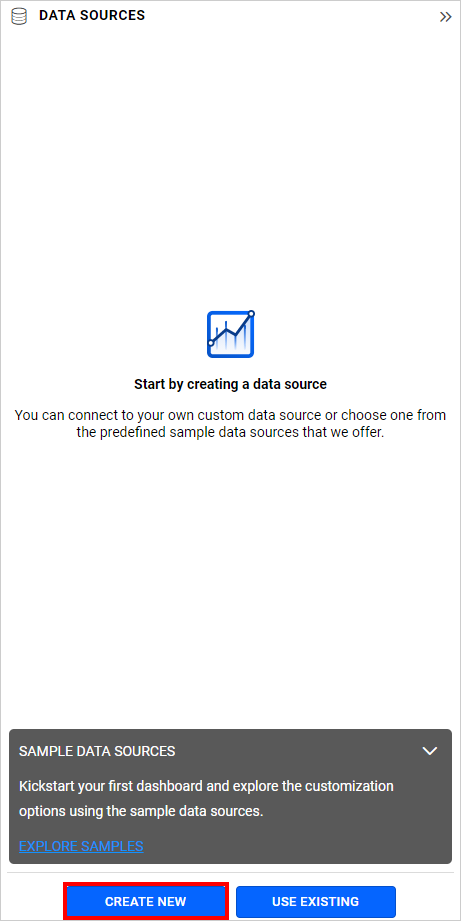 DATA SOURCES
Start by creating a data source
You can connect to your own custom data source or choose one from
the predefined sample data sources that we offer.
SAMPLE DATA SOURCES
Kickstart your first dashboard and explore the customization
options using the sample data sources.
EXPLORE SAMPLES
CREATE NEW
USE EXISTING